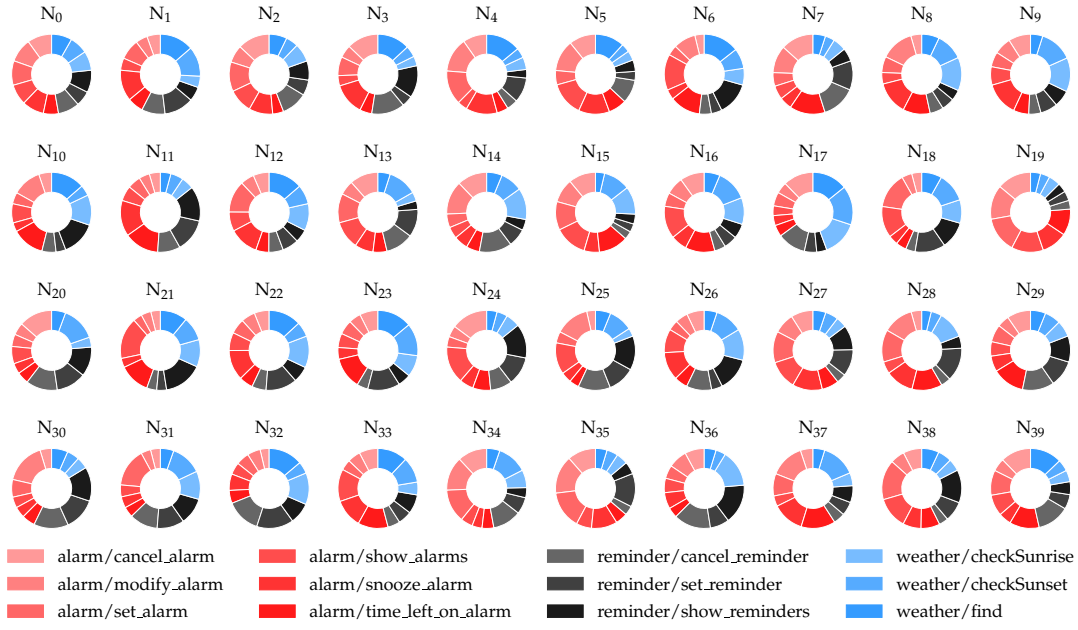 N0 N1 N2 N3 N4 N5 N6 N7 N8 N9
N10 N11 N12 N13 N14 N15 N16 N17 N18 N19
N20 N21 N22 N23 N24 N25 N26 N27 N28 N29
N30 N31 N32 N33 N34 N35 N36 N37 N38 N39
alarm/cancel_alarm alarm/show_alarms reminder/cancel_reminder weather/checkSunrise
alarm/modify_alarm alarm/snooze_alarm reminder/set_reminder weather/checkSunset
alarm/set_alarm alarm/time_left_on_alarm reminder/show_reminders weather/find